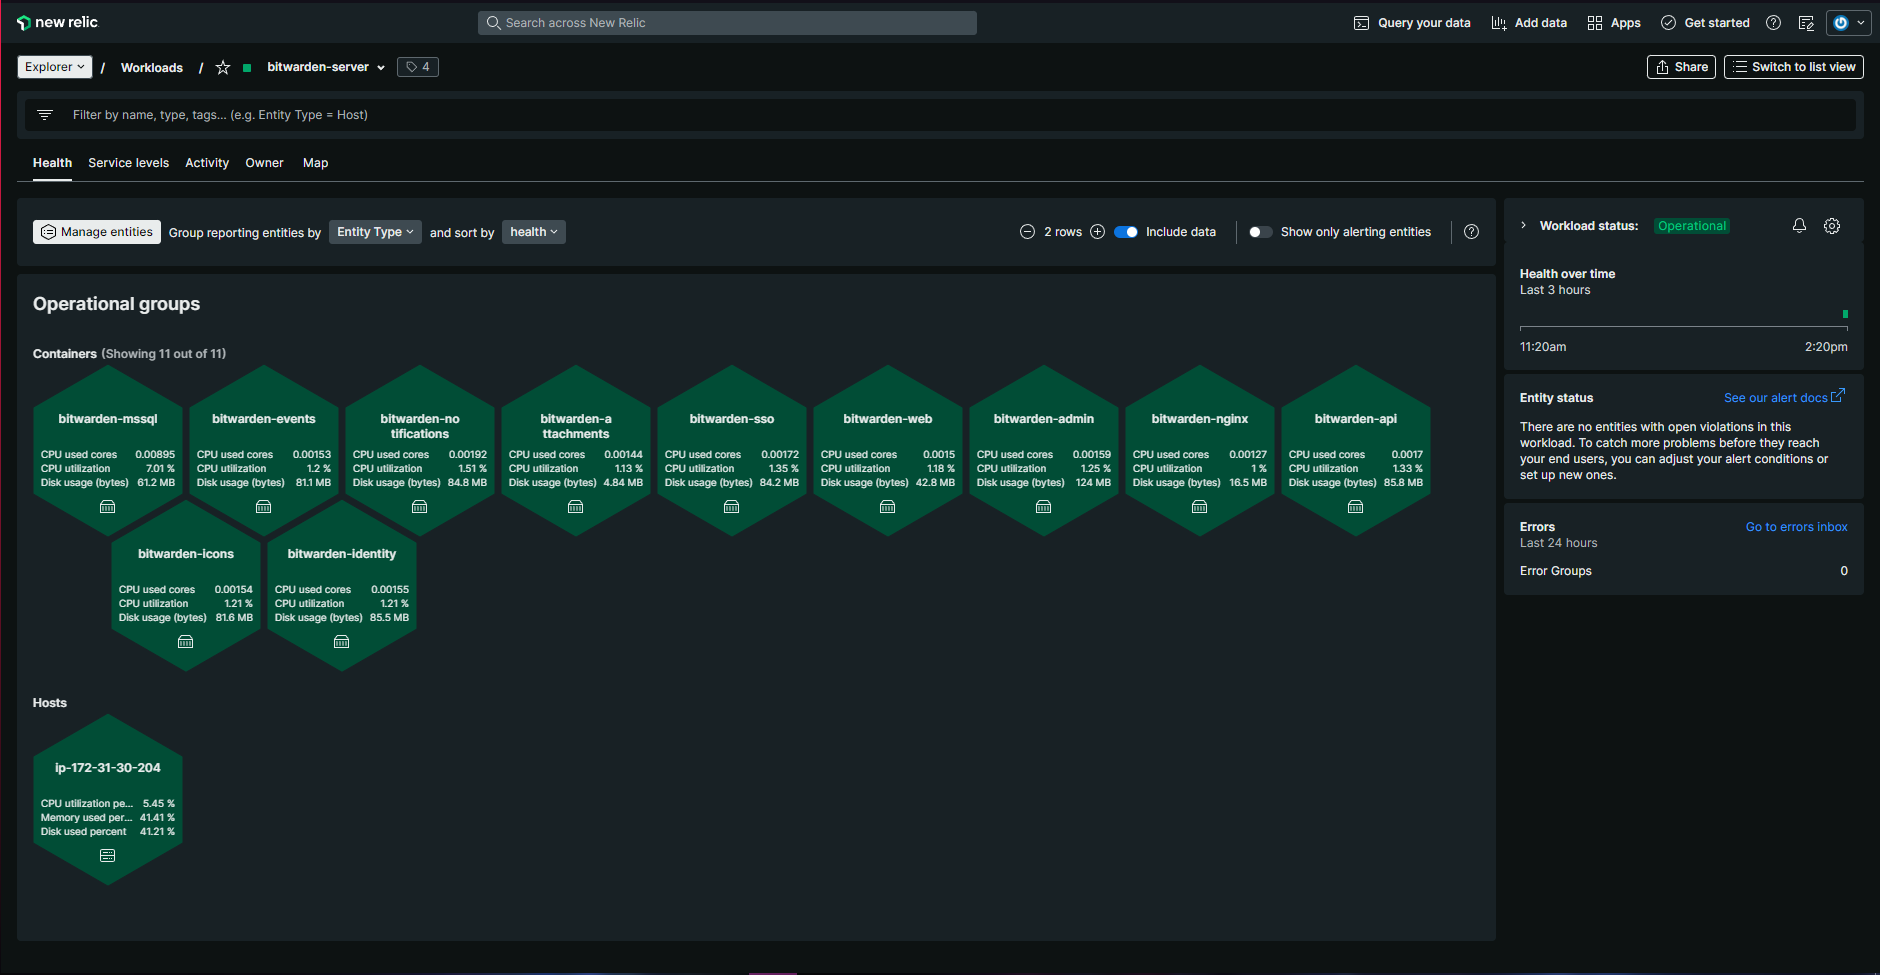 new relic
Search across New Relic
Query your data
Add data
Apps
Get started
Explorer / Workloads / bitwarden-server 4
Share
Switch to list view
Filter by name, type, tags... (e.g. Entity Type = Host)
Health Service levels Activity Owner Map
Manage entities Group reporting entities by Entity Type and sort by health
2 rows Include data Show only alerting entities
Operational groups
Containers (Showing 11 out of 11)
bitwarden-mssql
CPU used cores 0.00895
CPU utilization 7.01 %
Disk usage (bytes) 61.2 MB
bitwarden-events
CPU used cores 0.00153
CPU utilization 1.2 %
Disk usage (bytes) 81.1 MB
bitwarden-no
tifications
CPU used cores 0.00192
CPU utilization 1.51 %
Disk usage (bytes) 84.8 MB
bitwarden-a
ttachments
CPU used cores 0.00144
CPU utilization 1.13 %
Disk usage (bytes) 4.84 MB
bitwarden-sso
CPU used cores 0.00172
CPU utilization 1.35 %
Disk usage (bytes) 84.2 MB
bitwarden-web
CPU used cores 0.0015
CPU utilization 1.18 %
Disk usage (bytes) 42.8 MB
bitwarden-admin
CPU used cores 0.00159
CPU utilization 1.25 %
Disk usage (bytes) 124 MB
bitwarden-nginx
CPU used cores 0.00127
CPU utilization 1 %
Disk usage (bytes) 16.5 MB
bitwarden-api
CPU used cores 0.0017
CPU utilization 1.33 %
Disk usage (bytes) 85.8 MB
bitwarden-icons
CPU used cores 0.00154
CPU utilization 1.21 %
Disk usage (bytes) 81.6 MB
bitwarden-identity
CPU used cores 0.00155
CPU utilization 1.21 %
Disk usage (bytes) 85.5 MB
Hosts
ip-172-31-30-204
CPU utilization pe... 5.45 %
Memory used per... 41.41 %
Disk used percent 41.21 %
Workload status: Operational
Health over time
Last 3 hours
11:20am 2:20pm
Entity status See our alert docs
There are no entities with open violations in this
workload. To catch more problems before they reach
your end users, you can adjust your alert conditions or
set up new ones.
Errors Go to errors inbox
Last 24 hours
Error Groups 0